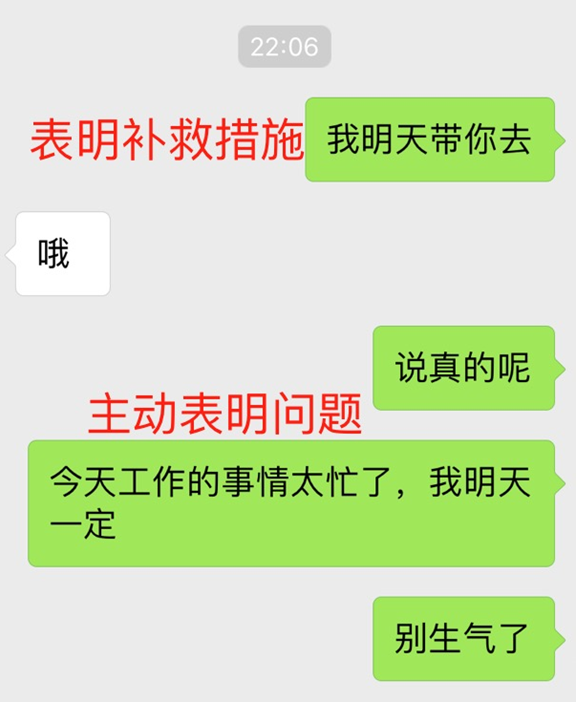 22:06
表明补救措施
我明天带你去
哦
说真的呢
主动表明问题
今天工作的事情太忙了，我明天
一定
别生气了